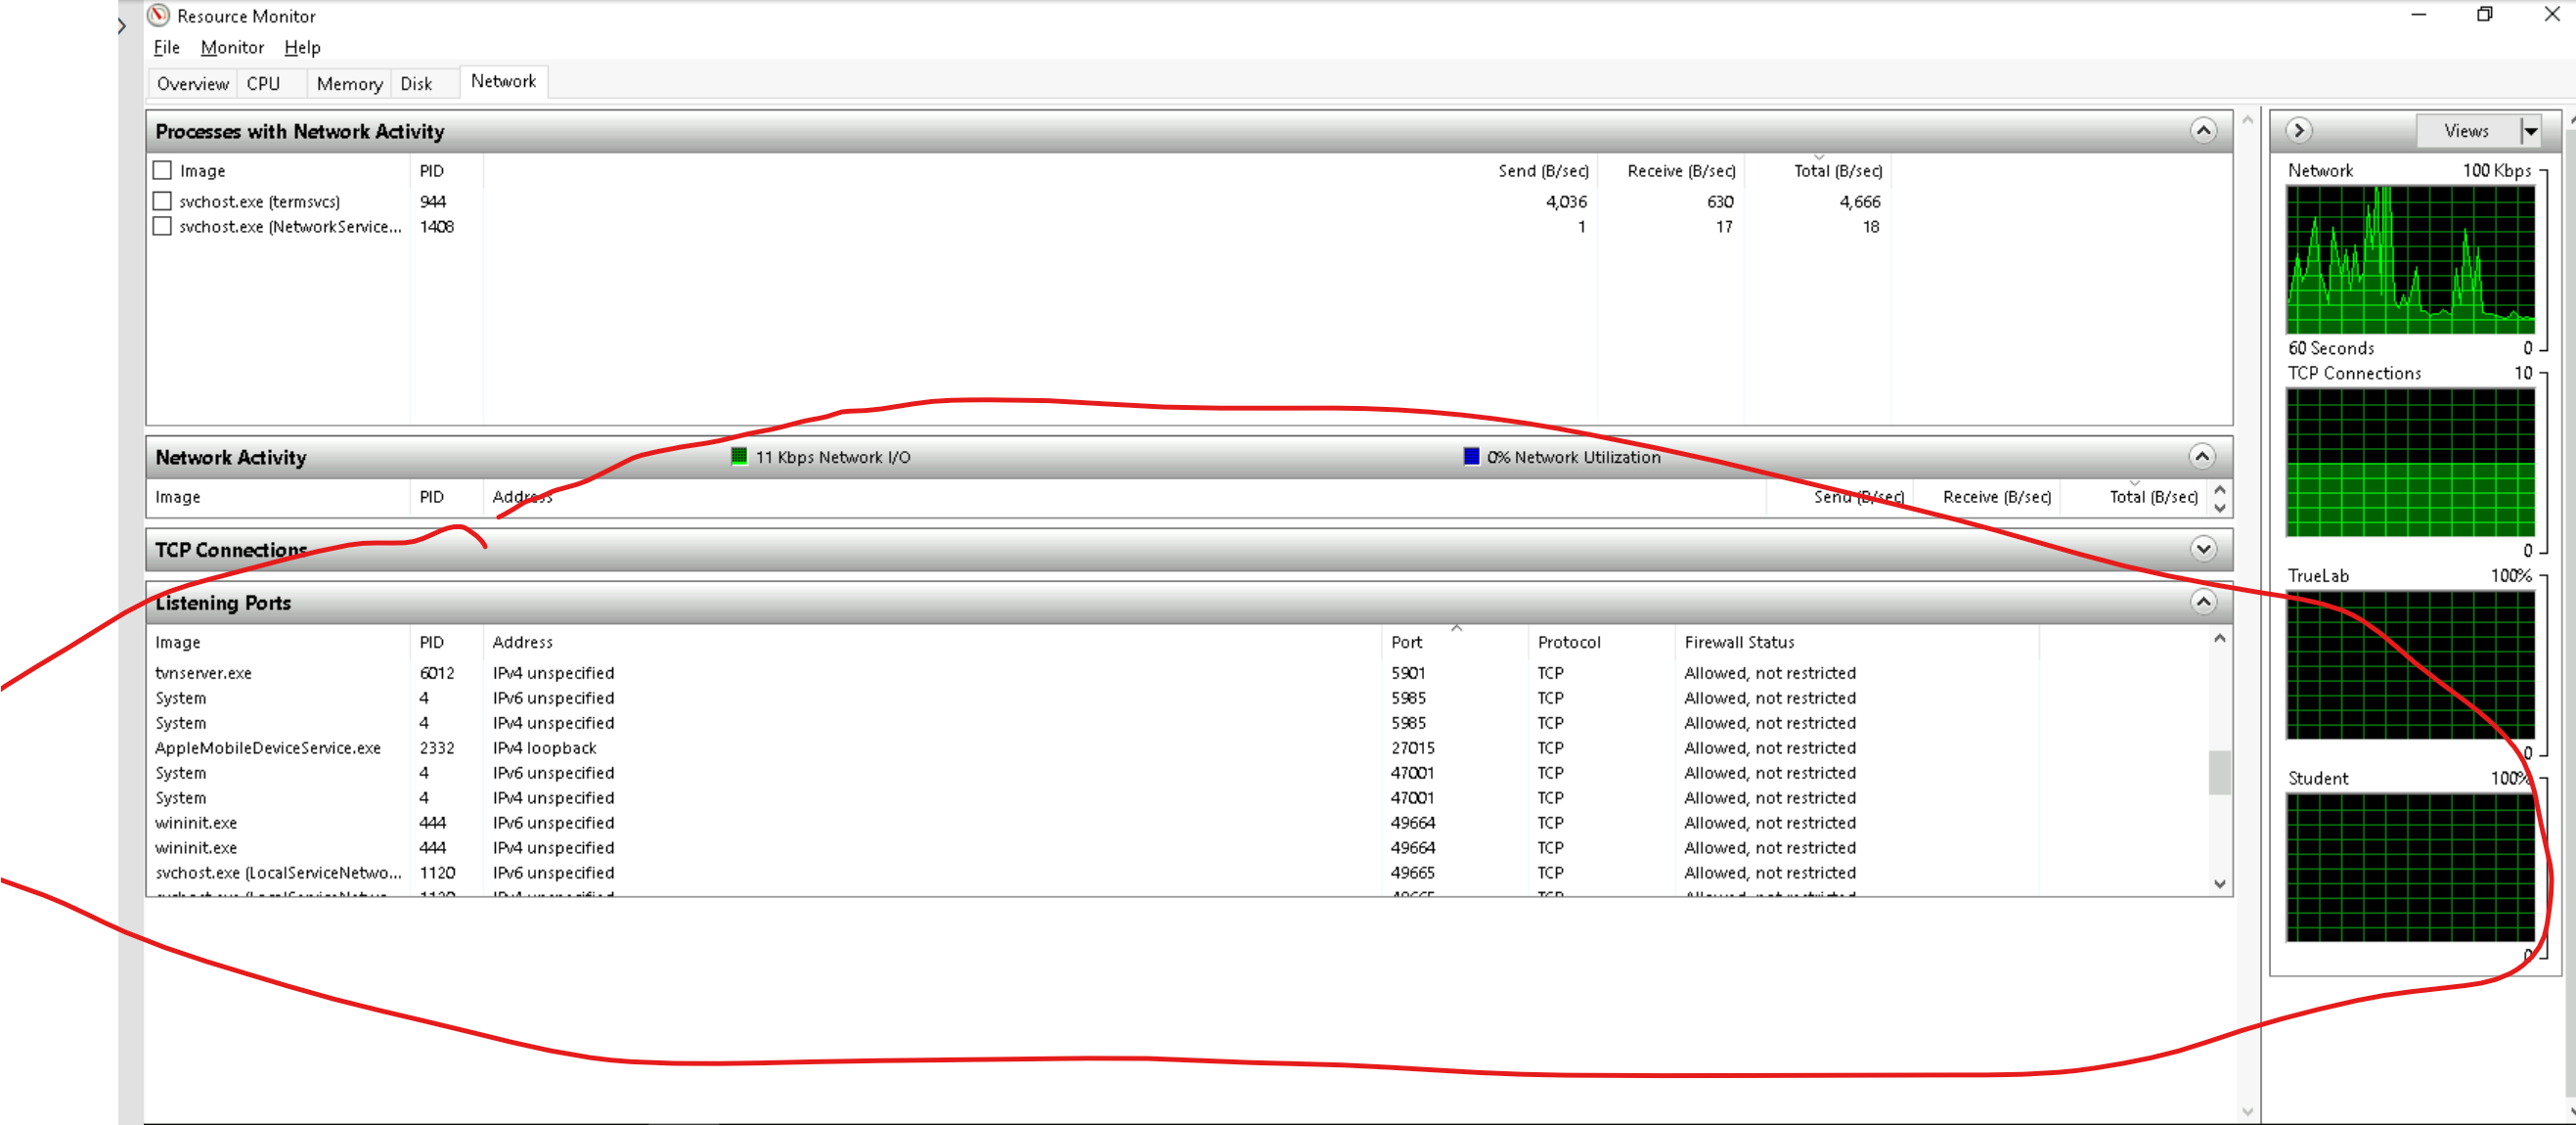 Resource Monitor
File Monitor Help
Overview CPU Memory Disk Network
Processes with Network Activity
Image PID Send (B/sec) Receive (B/sec) Total (B/sec)
svchost.exe (termsvcs) 944 4,036 630 4,666
svchost.exe (NetworkService... 1408 1 17 18
Network Activity 11 Kbps Network I/O 0% Network Utilization
Image PID Address Send (B/sec) Receive (B/sec) Total (B/sec)
TCP Connections
Listening Ports
Image PID Address Port Protocol Firewall Status
tvnserver.exe 6012 IPv4 unspecified 5901 TCP Allowed, not restricted
System 4 IPv6 unspecified 5985 TCP Allowed, not restricted
System 4 IPv4 unspecified 5985 TCP Allowed, not restricted
AppleMobileDeviceService.exe 2332 IPv4 loopback 27015 TCP Allowed, not restricted
System 4 IPv6 unspecified 47001 TCP Allowed, not restricted
System 4 IPv4 unspecified 47001 TCP Allowed, not restricted
wininit.exe 444 IPv6 unspecified 49664 TCP Allowed, not restricted
wininit.exe 444 IPv4 unspecified 49664 TCP Allowed, not restricted
svchost.exe (LocalServiceNetwo... 1120 IPv6 unspecified 49665 TCP Allowed, not restricted
Views
Network 100 Kbps
60 Seconds 0
TCP Connections 10
0
TrueLab 100%
0
Student 100%
0